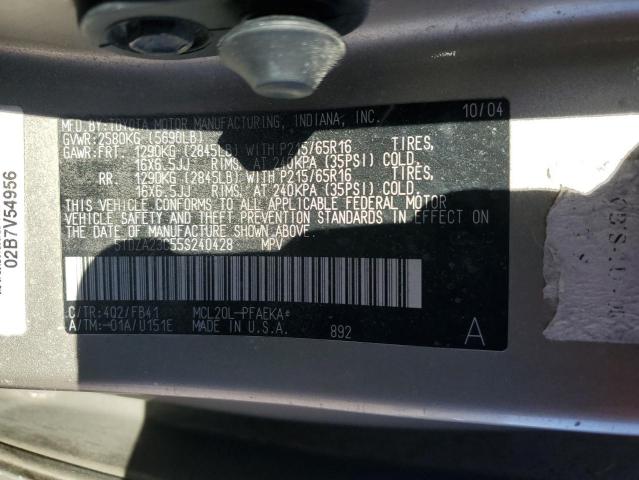 MFD.BY:TOYOTA MOTOR MANUFACTURING, INDIANA, INC. 10/04
GVWR:2580KG (5690LB)
GAWR:FRT. 1290KG (2845LB) WITH P215/65R16 TIRES,
16X6.5JJ RIMS, AT 240KPA (35PSI) COLD.
RR. 1290KG (2845LB) WITH P215/65R16 TIRES,
16X6.5JJ RIMS, AT 240KPA (35PSI) COLD.
THIS VEHICLE CONFORMS TO ALL APPLICABLE FEDERAL MOTOR
VEHICLE SAFETY AND THEFT PREVENTION STANDARDS IN EFFECT ON
THE DATE OF MANUFACTURE SHOWN ABOVE.
5TDZA23C55S240428 MPV
C/TR:4Q2/FB41 MCL20L-PFAEKA
A/TM:-01A/U151E MADE IN U.S.A. 892 A
02B7V54956